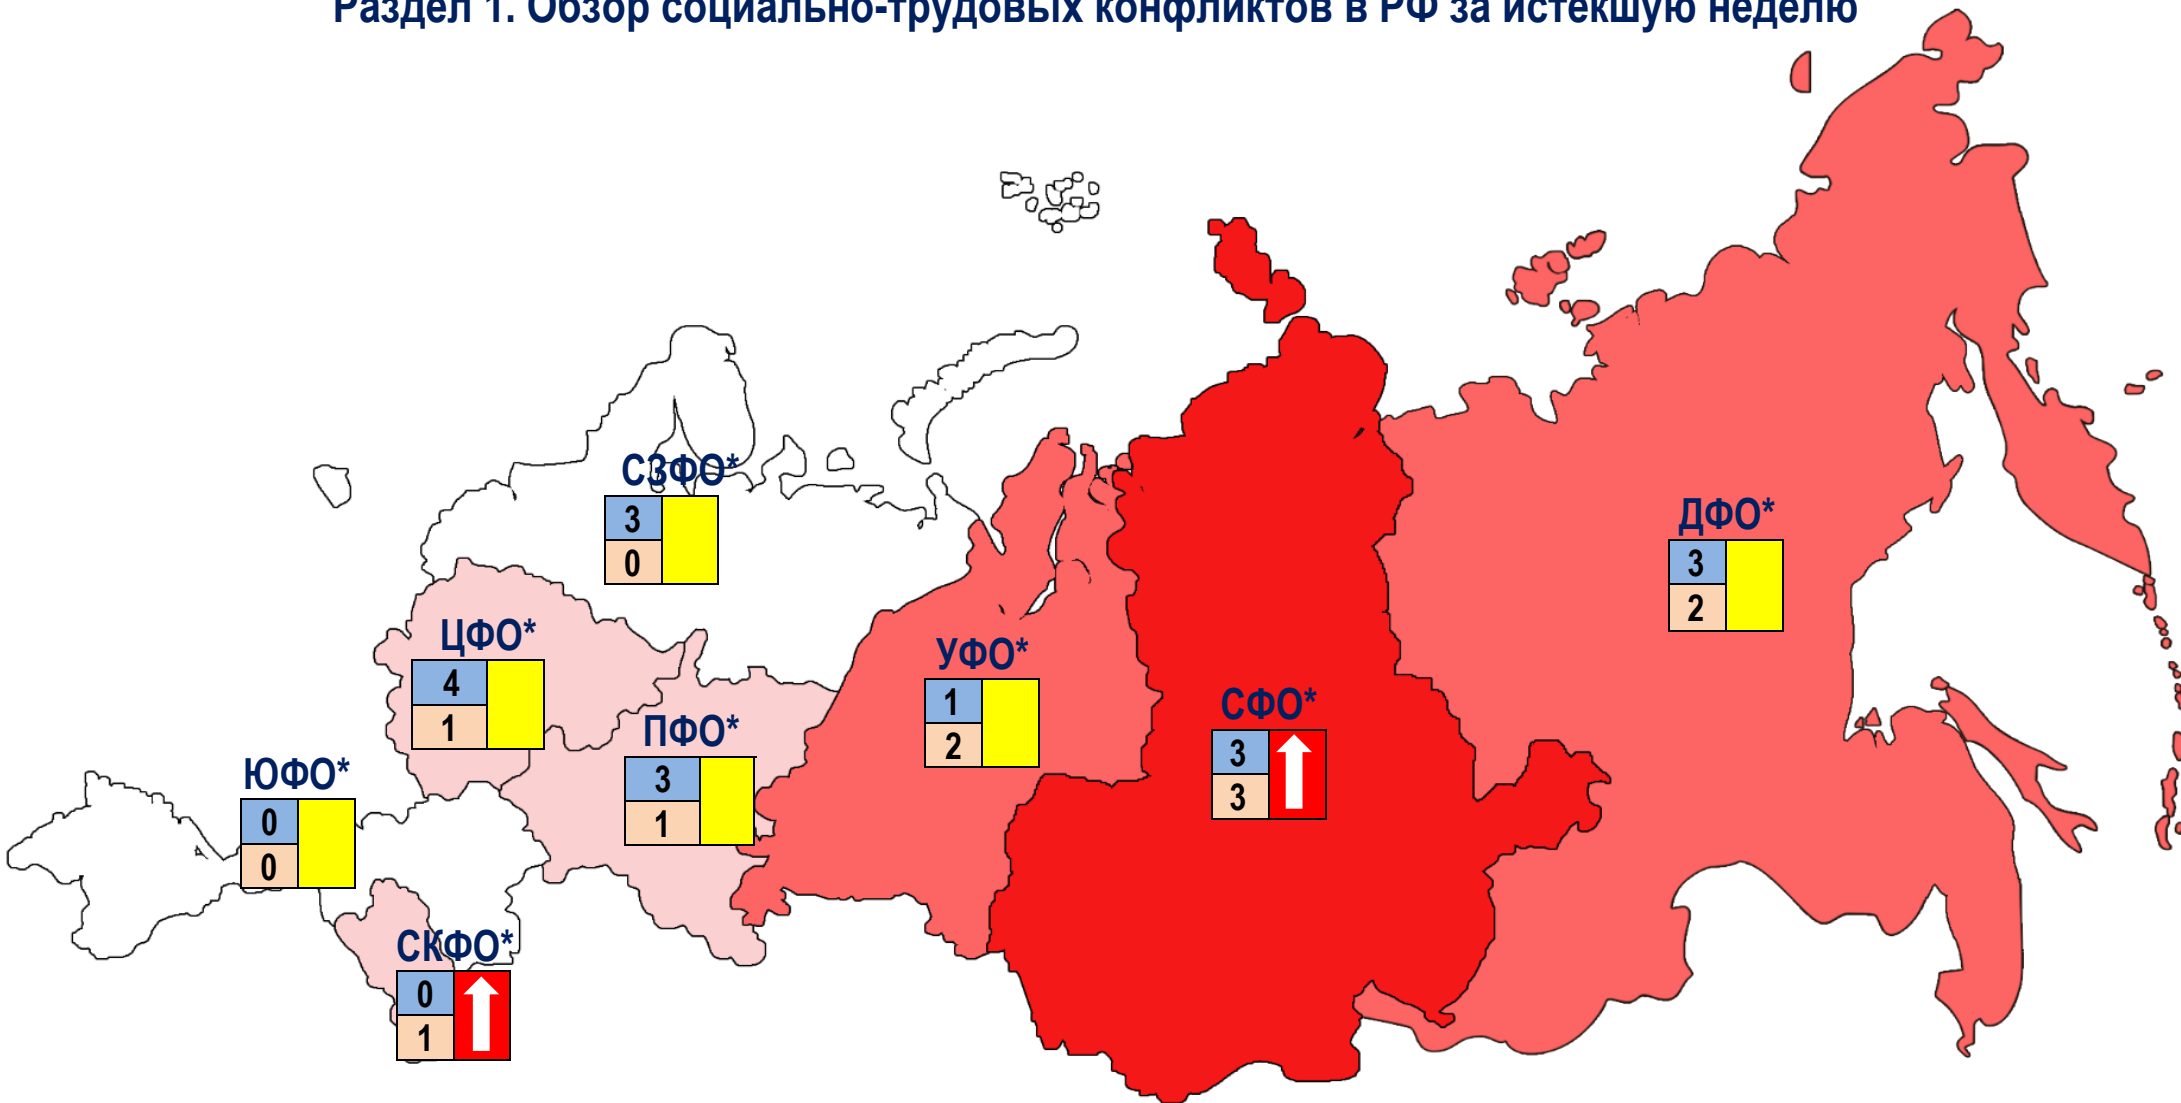 Раздел 1. Обзор социально-трудовых конфликтов в РФ за истекшую неделю
СЗФО*
3
0
ДФО*
3
2
ЦФО*
4
1
УФО*
1
2
СФО*
3
3
ПФО*
3
1
ЮФО*
0
0
СКФО*
0
1